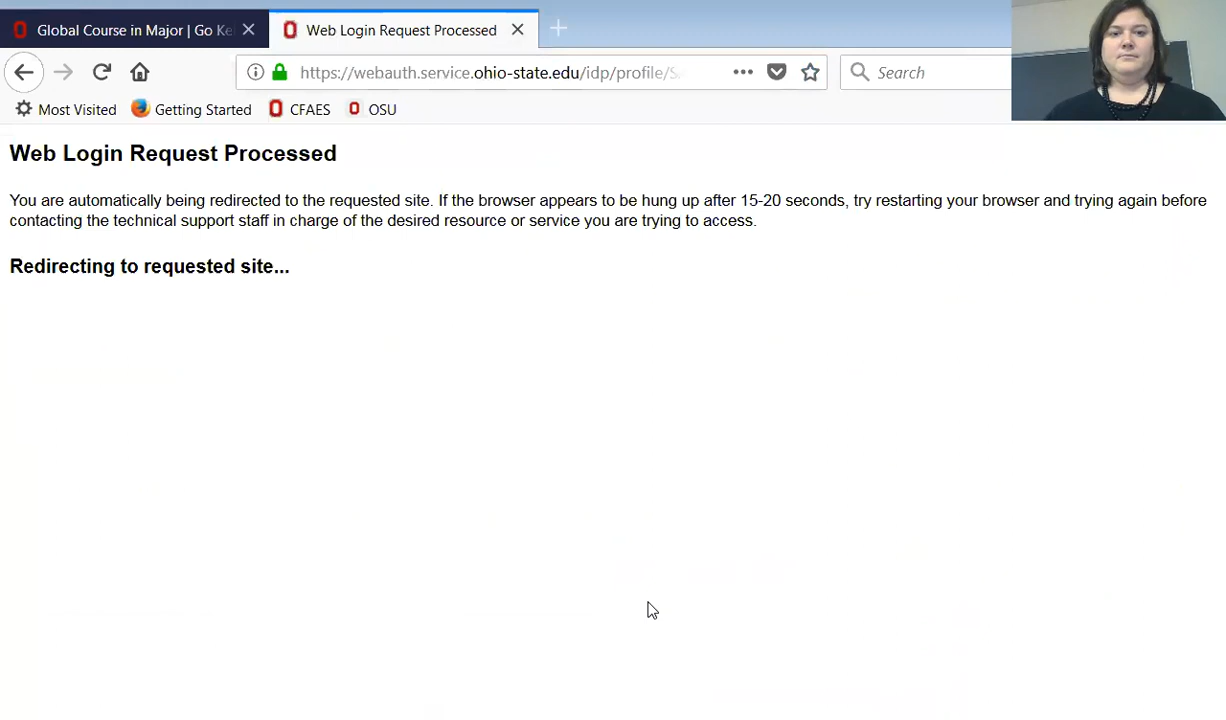 Global Course in Major | Go Ke
Web Login Request Processed
https://webauth.service.ohio-state.edu/idp/profile/S
Search
Most Visited
Getting Started
CFAES
OSU
Web Login Request Processed
You are automatically being redirected to the requested site. If the browser appears to be hung up after 15-20 seconds, try restarting your browser and trying again before
contacting the technical support staff in charge of the desired resource or service you are trying to access.
Redirecting to requested site...